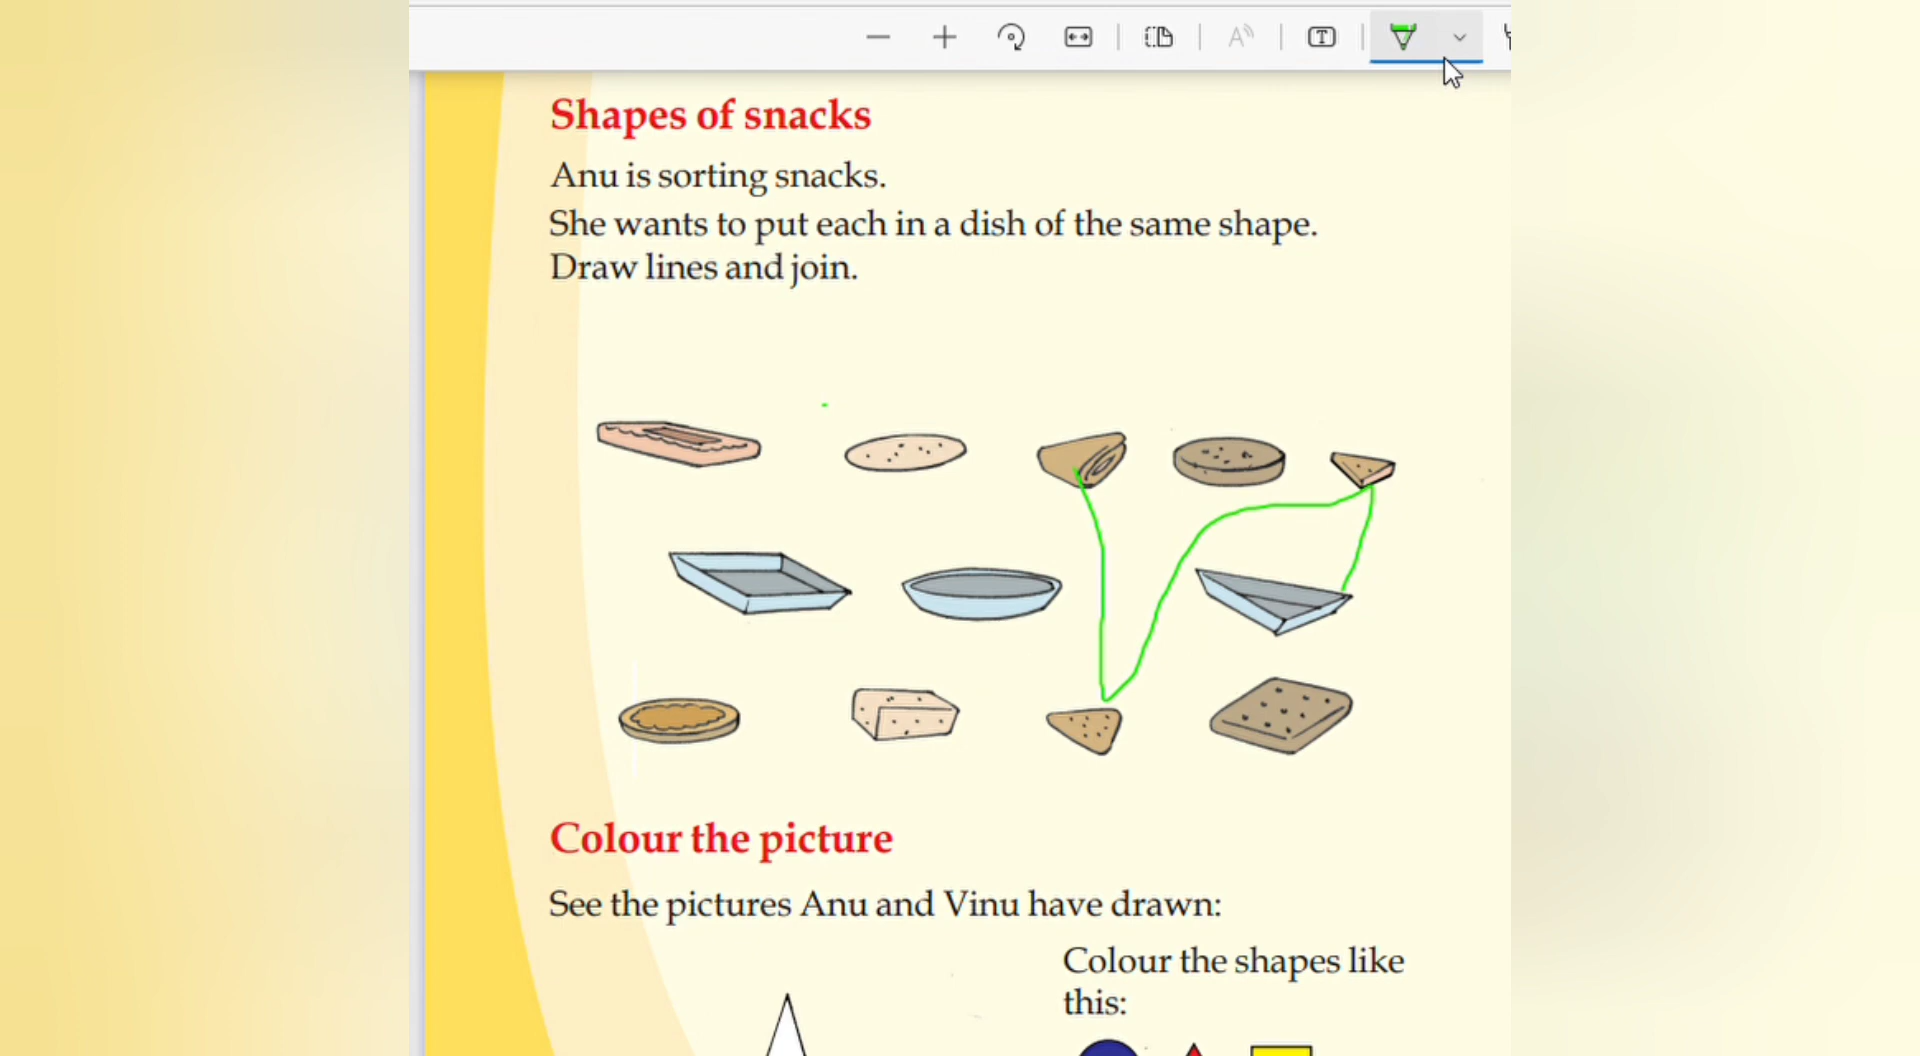 Shapes of snacks
Anu is sorting snacks.
She wants to put each in a dish of the same shape.
Draw lines and join.
Colour the picture
See the pictures Anu and Vinu have drawn:
Colour the shapes like
this: